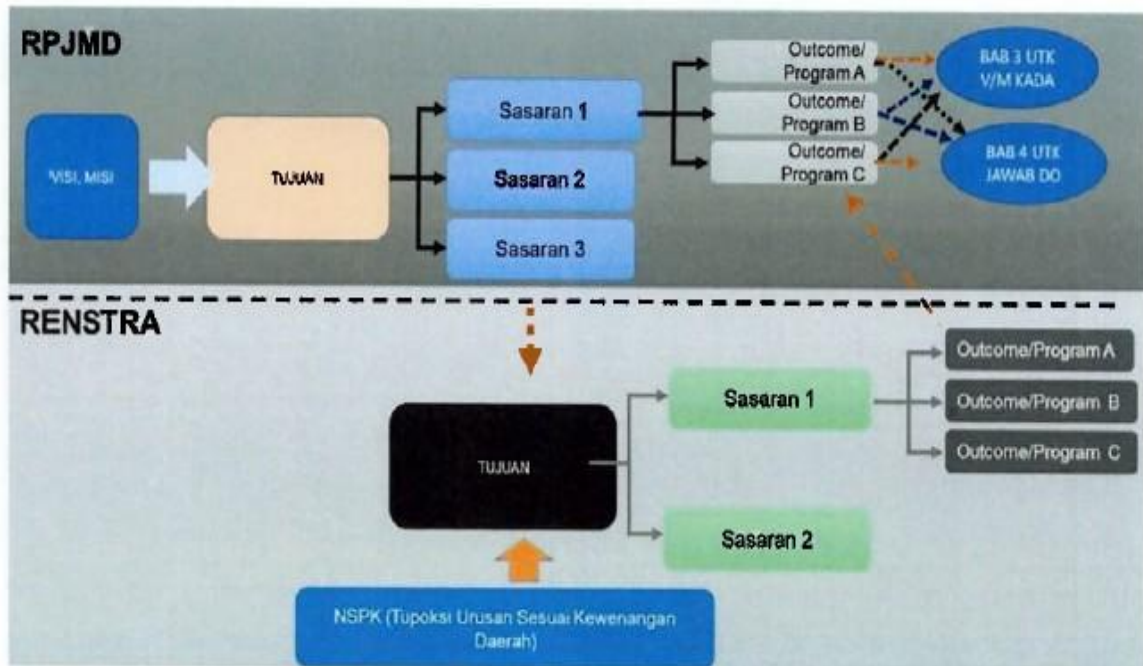 RPJMD
VISI, MISI
TUJUAN
Sasaran 1
Sasaran 2
Sasaran 3
Outcome/
Program A
Outcome/
Program B
Outcome/
Program C
BAB 3 UTK
V/M KADA
BAB 4 UTK
JAWAB DO
RENSTRA
TUJUAN
Sasaran 1
Sasaran 2
Outcome/Program A
Outcome/Program B
Outcome/Program C
NSPK (Tupoksi Urusan Sesuai Kewenangan
Daerah)